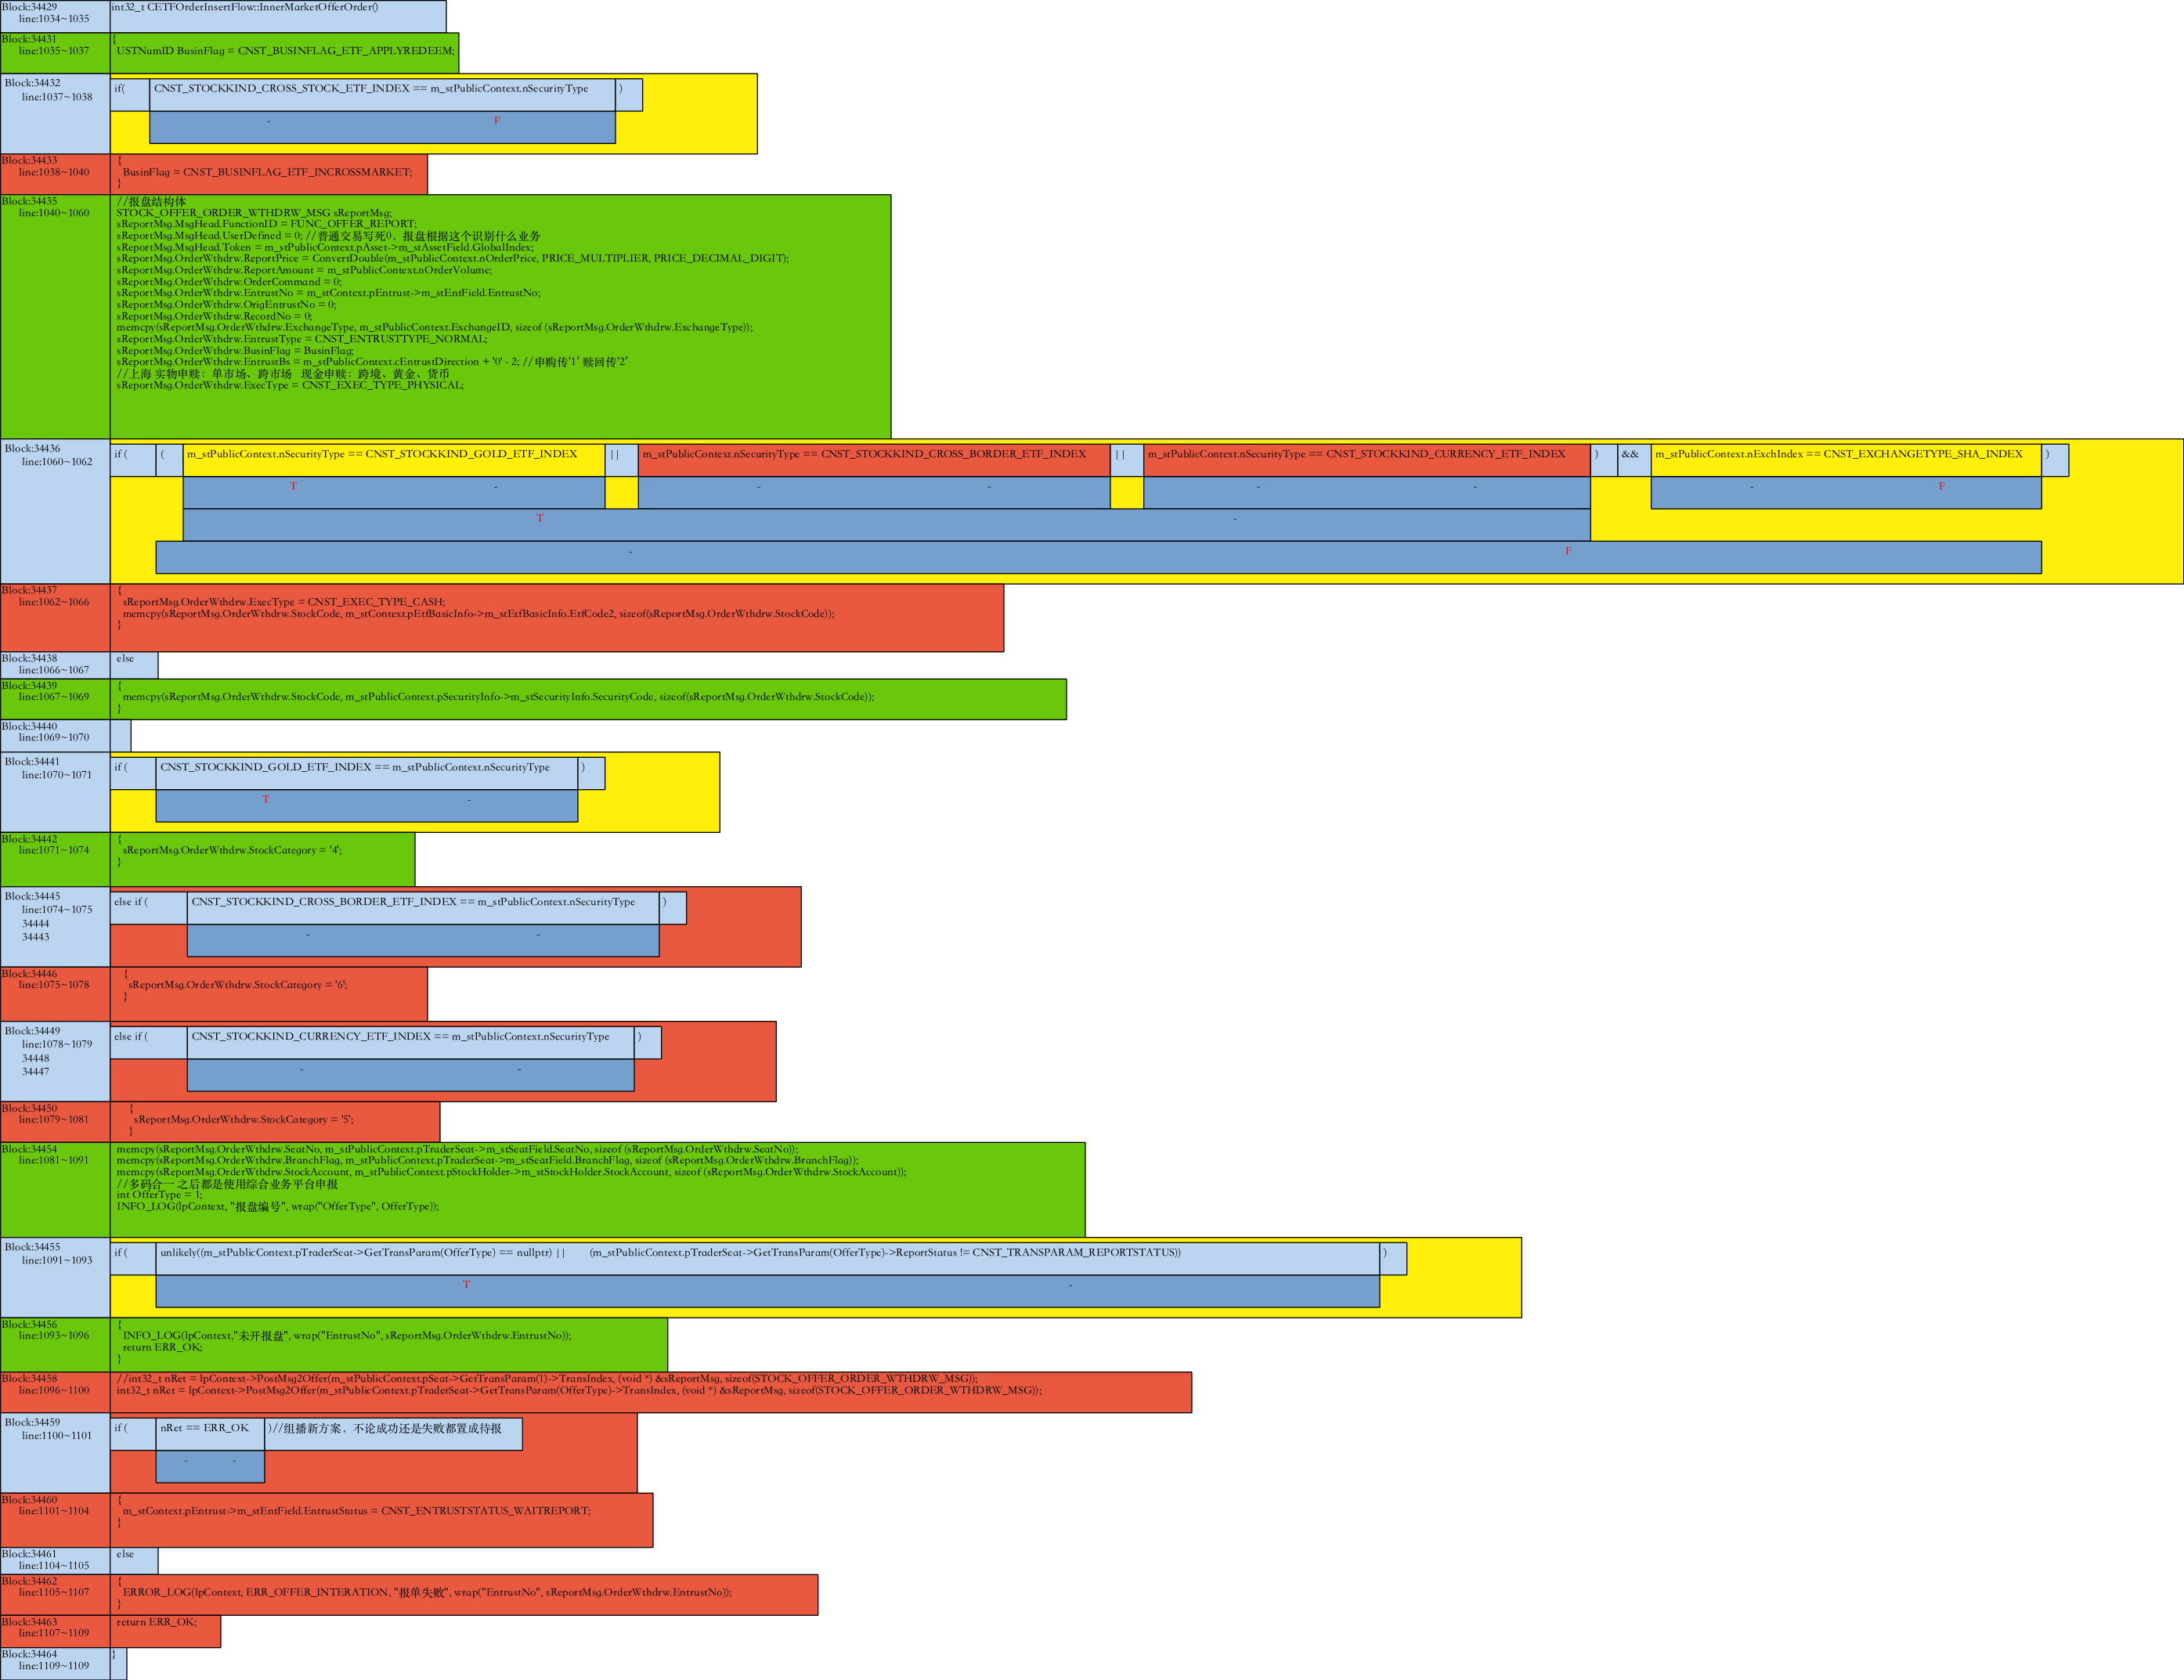 Block:34429
line:1034~1035
int32_t CETFOrderInsertFlow::InnerMarketOfferOrder()
Block:34431
line:1035~1037
{
USTNumID BusinFlag = CNST_BUSINFLAG_ETF_APPLYREDEEM;
Block:34432
line:1037~1038
if( CNST_STOCKKIND_CROSS_STOCK_ETF_INDEX == m_stPublicContext.nSecurityType )
- F
Block:34433
line:1038~1040
{
BusinFlag = CNST_BUSINFLAG_ETF_INCROSSMARKET;
}
Block:34435
line:1040~1060
//报盘结构体
STOCK_OFFER_ORDER_WTHDRW_MSG sReportMsg;
sReportMsg.MsgHead.FunctionID = FUNC_OFFER_REPORT;
sReportMsg.MsgHead.UserDefined = 0; //普通交易写死0，报盘根据这个识别什么业务
sReportMsg.MsgHead.Token = m_stPublicContext.pAsset->m_stAssetField.GlobalIndex;
sReportMsg.OrderWthdrw.ReportPrice = ConvertDouble(m_stPublicContext.nOrderPrice, PRICE_MULTIPLIER, PRICE_DECIMAL_DIGIT);
sReportMsg.OrderWthdrw.ReportAmount = m_stPublicContext.nOrderVolume;
sReportMsg.OrderWthdrw.OrderCommand = 0;
sReportMsg.OrderWthdrw.EntrustNo = m_stContext.pEntrust->m_stEntField.EntrustNo;
sReportMsg.OrderWthdrw.OrigEntrustNo = 0;
sReportMsg.OrderWthdrw.RecordNo = 0;
memcpy(sReportMsg.OrderWthdrw.ExchangeType, m_stPublicContext.ExchangeID, sizeof (sReportMsg.OrderWthdrw.ExchangeType));
sReportMsg.OrderWthdrw.EntrustType = CNST_ENTRUSTTYPE_NORMAL;
sReportMsg.OrderWthdrw.BusinFlag = BusinFlag;
sReportMsg.OrderWthdrw.EntrustBs = m_stPublicContext.cEntrustDirection + '0' - 2; //申购传'1' 赎回传'2'
//上海 实物申赎：单市场、跨市场   现金申赎：跨境、黄金、货币
sReportMsg.OrderWthdrw.ExecType = CNST_EXEC_TYPE_PHYSICAL;
Block:34436
line:1060~1062
if ( ( m_stPublicContext.nSecurityType == CNST_STOCKKIND_GOLD_ETF_INDEX || m_stPublicContext.nSecurityType == CNST_STOCKKIND_CROSS_BORDER_ETF_INDEX || m_stPublicContext.nSecurityType == CNST_STOCKKIND_CURRENCY_ETF_INDEX ) && m_stPublicContext.nExchIndex == CNST_EXCHANGETYPE_SHA_INDEX )
T - - - - - - F
T -
- F
Block:34437
line:1062~1066
{
sReportMsg.OrderWthdrw.ExecType = CNST_EXEC_TYPE_CASH;
memcpy(sReportMsg.OrderWthdrw.StockCode, m_stContext.pEtfBasicInfo->m_stEtfBasicInfo.EtfCode2, sizeof(sReportMsg.OrderWthdrw.StockCode));
}
Block:34438
line:1066~1067
else
Block:34439
line:1067~1069
{
memcpy(sReportMsg.OrderWthdrw.StockCode, m_stPublicContext.pSecurityInfo->m_stSecurityInfo.SecurityCode, sizeof(sReportMsg.OrderWthdrw.StockCode));
}
Block:34440
line:1069~1070
Block:34441
line:1070~1071
if ( CNST_STOCKKIND_GOLD_ETF_INDEX == m_stPublicContext.nSecurityType )
T -
Block:34442
line:1071~1074
{
sReportMsg.OrderWthdrw.StockCategory = '4';
}
Block:34445
line:1074~1075
34444
34443
else if ( CNST_STOCKKIND_CROSS_BORDER_ETF_INDEX == m_stPublicContext.nSecurityType )
- -
Block:34446
line:1075~1078
{
sReportMsg.OrderWthdrw.StockCategory = '6';
}
Block:34449
line:1078~1079
34448
34447
else if ( CNST_STOCKKIND_CURRENCY_ETF_INDEX == m_stPublicContext.nSecurityType )
- -
Block:34450
line:1079~1081
{
sReportMsg.OrderWthdrw.StockCategory = '5';
}
Block:34454
line:1081~1091
memcpy(sReportMsg.OrderWthdrw.SeatNo, m_stPublicContext.pTraderSeat->m_stSeatField.SeatNo, sizeof (sReportMsg.OrderWthdrw.SeatNo));
memcpy(sReportMsg.OrderWthdrw.BranchFlag, m_stPublicContext.pTraderSeat->m_stSeatField.BranchFlag, sizeof (sReportMsg.OrderWthdrw.BranchFlag));
memcpy(sReportMsg.OrderWthdrw.StockAccount, m_stPublicContext.pStockHolder->m_stStockHolder.StockAccount, sizeof (sReportMsg.OrderWthdrw.StockAccount));
//多码合一 之后都是使用综合业务平台申报
int OfferType = 1;
INFO_LOG(lpContext, "报盘编号", wrap("OfferType", OfferType));
Block:34455
line:1091~1093
if ( unlikely((m_stPublicContext.pTraderSeat->GetTransParam(OfferType) == nullptr) || (m_stPublicContext.pTraderSeat->GetTransParam(OfferType)->ReportStatus != CNST_TRANSPARAM_REPORTSTATUS)) )
T -
Block:34456
line:1093~1096
{
INFO_LOG(lpContext,"未开报盘", wrap("EntrustNo", sReportMsg.OrderWthdrw.EntrustNo));
return ERR_OK;
}
Block:34458
line:1096~1100
//int32_t nRet = lpContext->PostMsg2Offer(m_stPublicContext.pSeat->GetTransParam(1)->TransIndex, (void *) &sReportMsg, sizeof(STOCK_OFFER_ORDER_WTHDRW_MSG));
int32_t nRet = lpContext->PostMsg2Offer(m_stPublicContext.pTraderSeat->GetTransParam(OfferType)->TransIndex, (void *) &sReportMsg, sizeof(STOCK_OFFER_ORDER_WTHDRW_MSG));
Block:34459
line:1100~1101
if ( nRet == ERR_OK )//组播新方案，不论成功还是失败都置成待报
- -
Block:34460
line:1101~1104
{
m_stContext.pEntrust->m_stEntField.EntrustStatus = CNST_ENTRUSTSTATUS_WAITREPORT;
}
Block:34461
line:1104~1105
else
Block:34462
line:1105~1107
{
ERROR_LOG(lpContext, ERR_OFFER_INTERATION, "报单失败", wrap("EntrustNo", sReportMsg.OrderWthdrw.EntrustNo));
}
Block:34463
line:1107~1109
return ERR_OK;
Block:34464
line:1109~1109
}